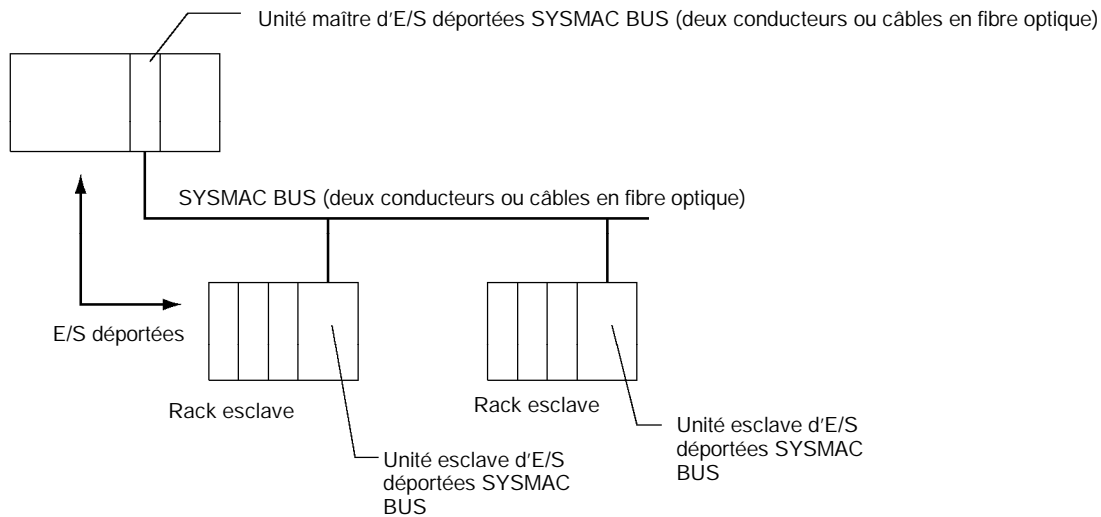 Unité maître d'E/S déportées SYSMAC BUS (deux conducteurs ou câbles en fibre optique)
SYSMAC BUS (deux conducteurs ou câbles en fibre optique)
E/S déportées
Rack esclave
Rack esclave
Unité esclave d'E/S
déportées SYSMAC
BUS
Unité esclave d'E/S
déportées SYSMAC
BUS